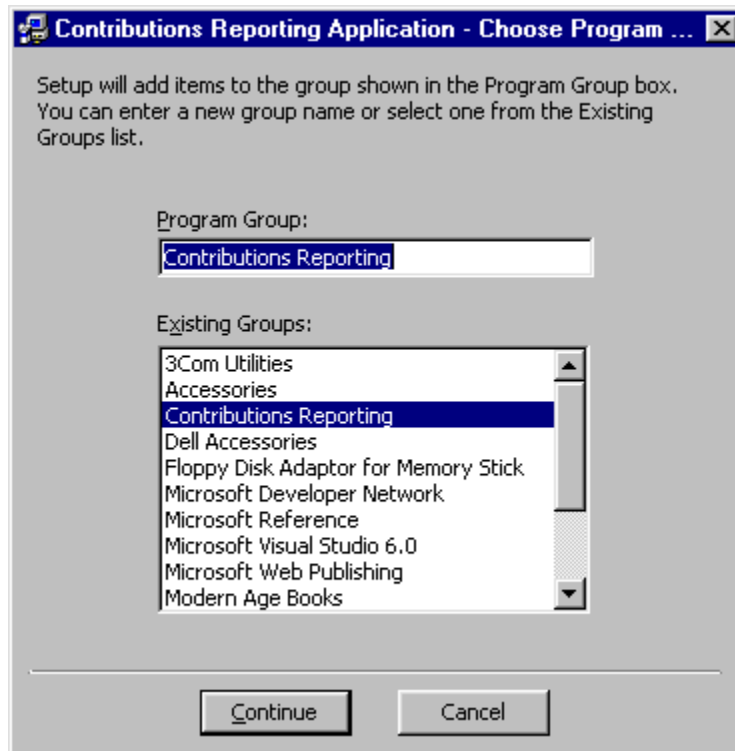 Contributions Reporting Application - Choose Program ...
Setup will add items to the group shown in the Program Group box.
You can enter a new group name or select one from the Existing
Groups list.
Program Group:
Contributions Reporting
Existing Groups:
3Com Utilities
Accessories
Contributions Reporting
Dell Accessories
Floppy Disk Adaptor for Memory Stick
Microsoft Developer Network
Microsoft Reference
Microsoft Visual Studio 6.0
Microsoft Web Publishing
Modern Age Books
Continue
Cancel